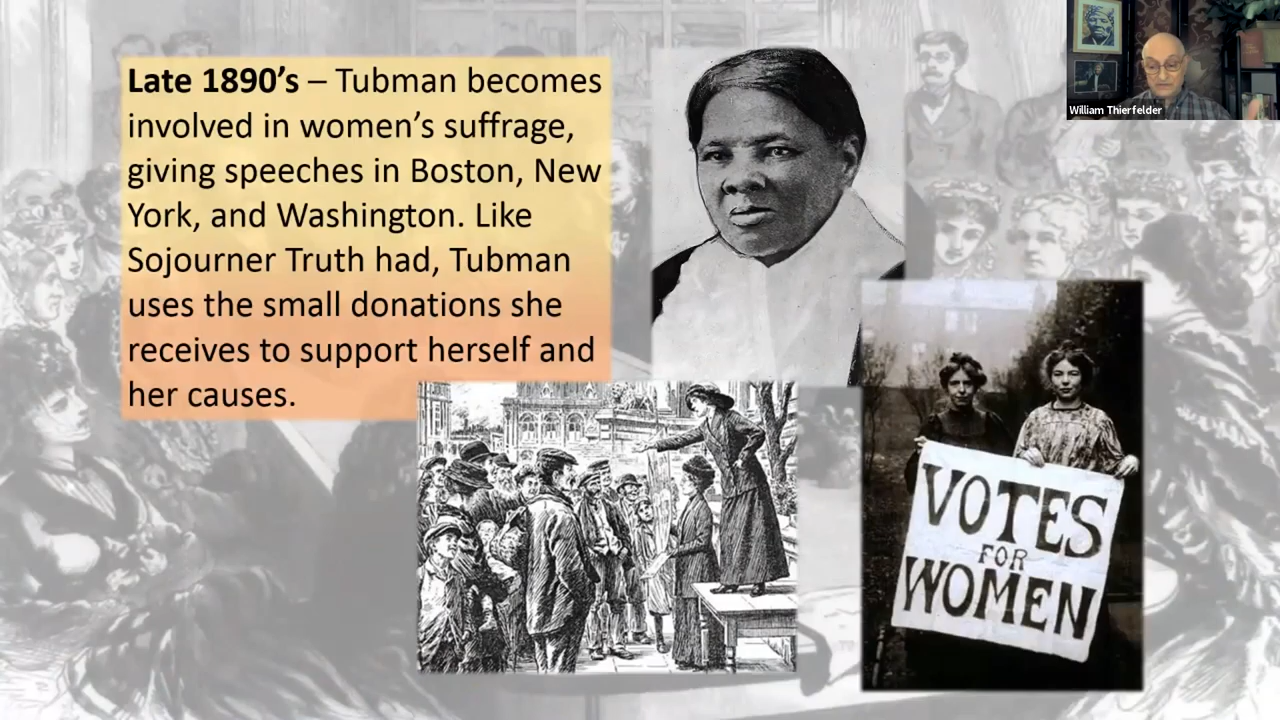 Late 1890’s – Tubman becomes
involved in women’s suffrage,
giving speeches in Boston, New
York, and Washington. Like
Sojourner Truth had, Tubman
uses the small donations she
receives to support herself and
her causes.
William Thierfelder
VOTES
FOR
WOMEN